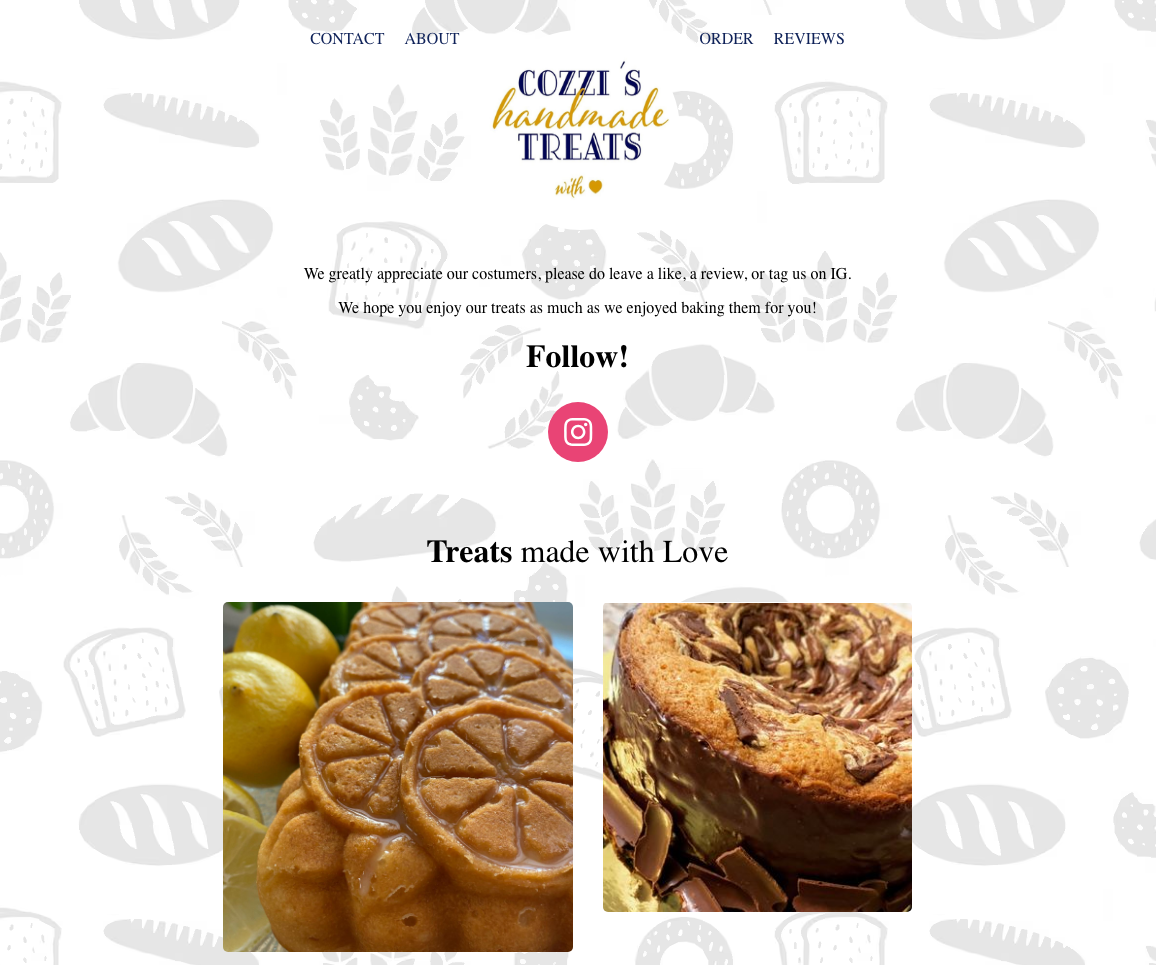 CONTACT ABOUT ORDER REVIEWS
COZZI ´S
handmade
TREATS
with
We greatly appreciate our costumers, please do leave a like, a review, or tag us on IG.
We hope you enjoy our treats as much as we enjoyed baking them for you!
Follow!
Treats made with Love